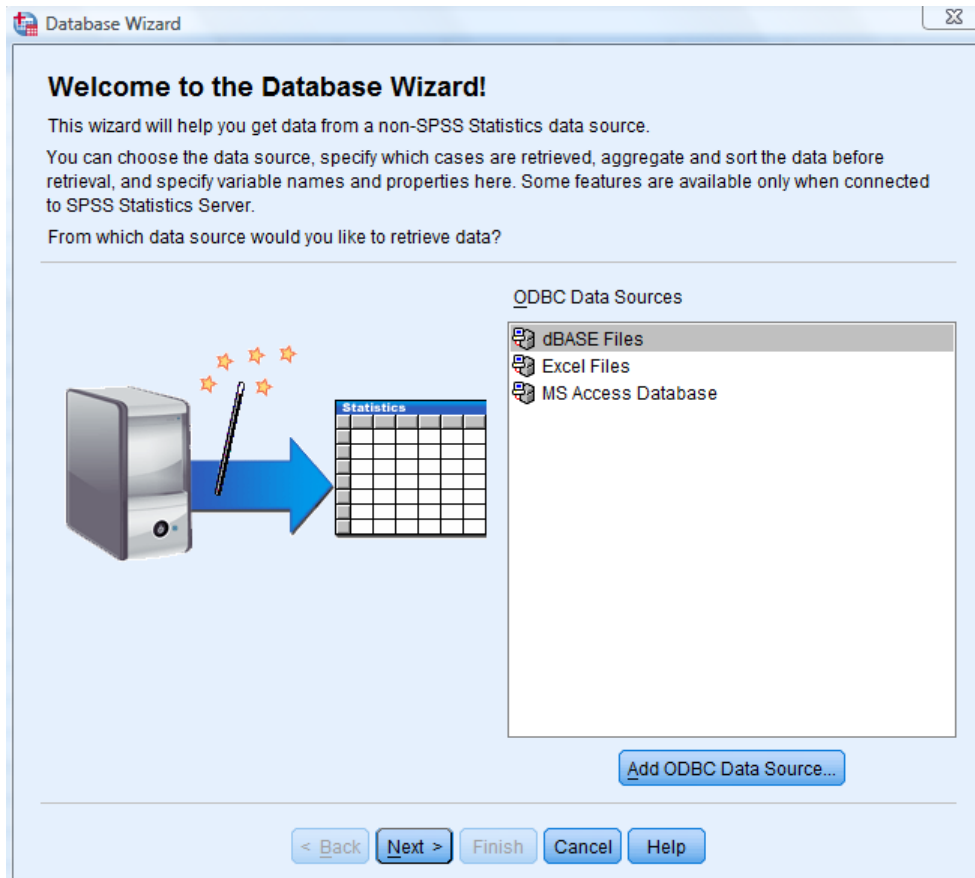 Database Wizard
Welcome to the Database Wizard!
This wizard will help you get data from a non-SPSS Statistics data source.
You can choose the data source, specify which cases are retrieved, aggregate and sort the data before
retrieval, and specify variable names and properties here. Some features are available only when connected
to SPSS Statistics Server.
From which data source would you like to retrieve data?
ODBC Data Sources
dBASE Files
Excel Files
MS Access Database
Statistics
Add ODBC Data Source...
< Back
Next >
Finish
Cancel
Help